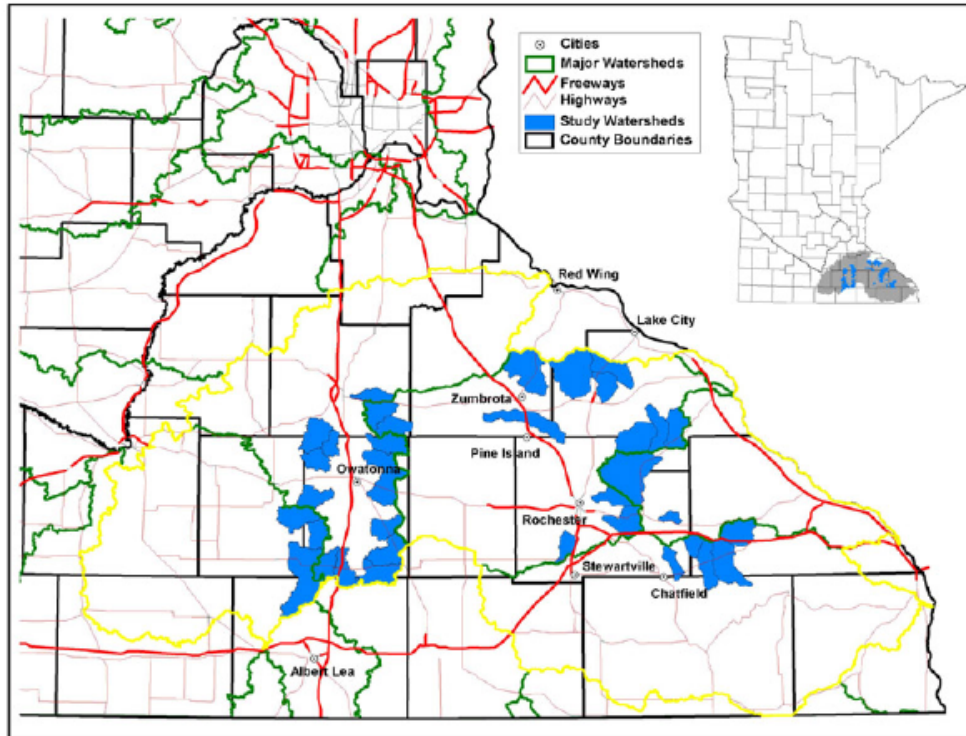 Cities
Major Watersheds
Freeways
Highways
Study Watersheds
County Boundaries
Red Wing
Lake City
Zumbrota
Pine Island
Owatonna
Rochester
Stewartville
Chatfield
Albert Lea